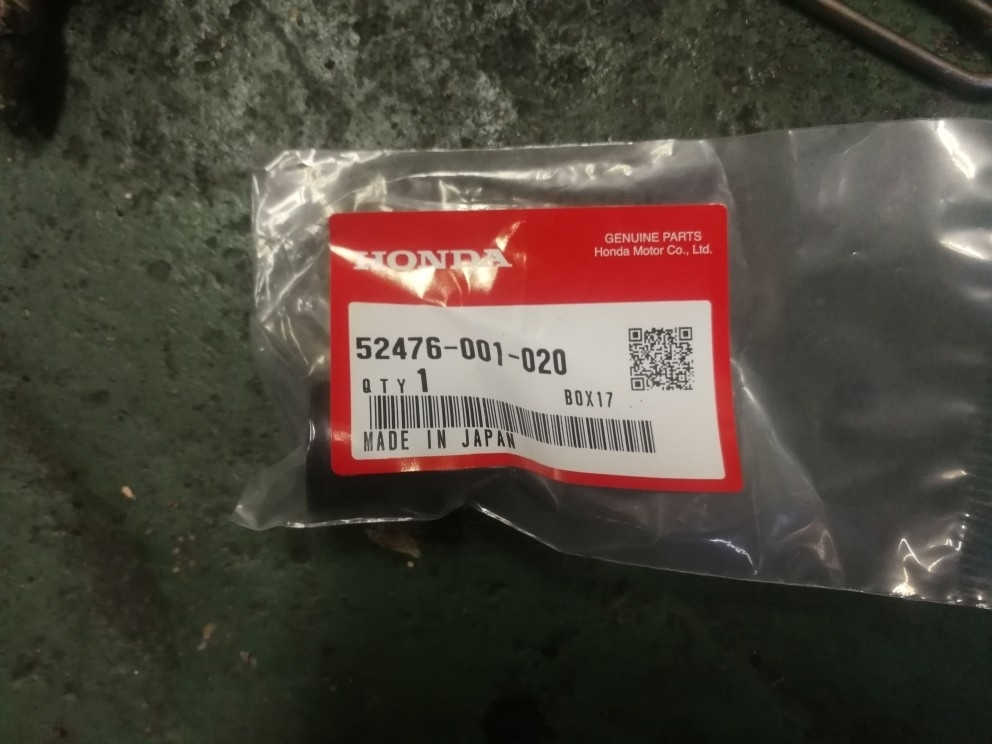 HONDA
GENUINE PARTS
Honda Motor Co., Ltd.
52476-001-020
QTY 1
BOX17
MADE IN JAPAN